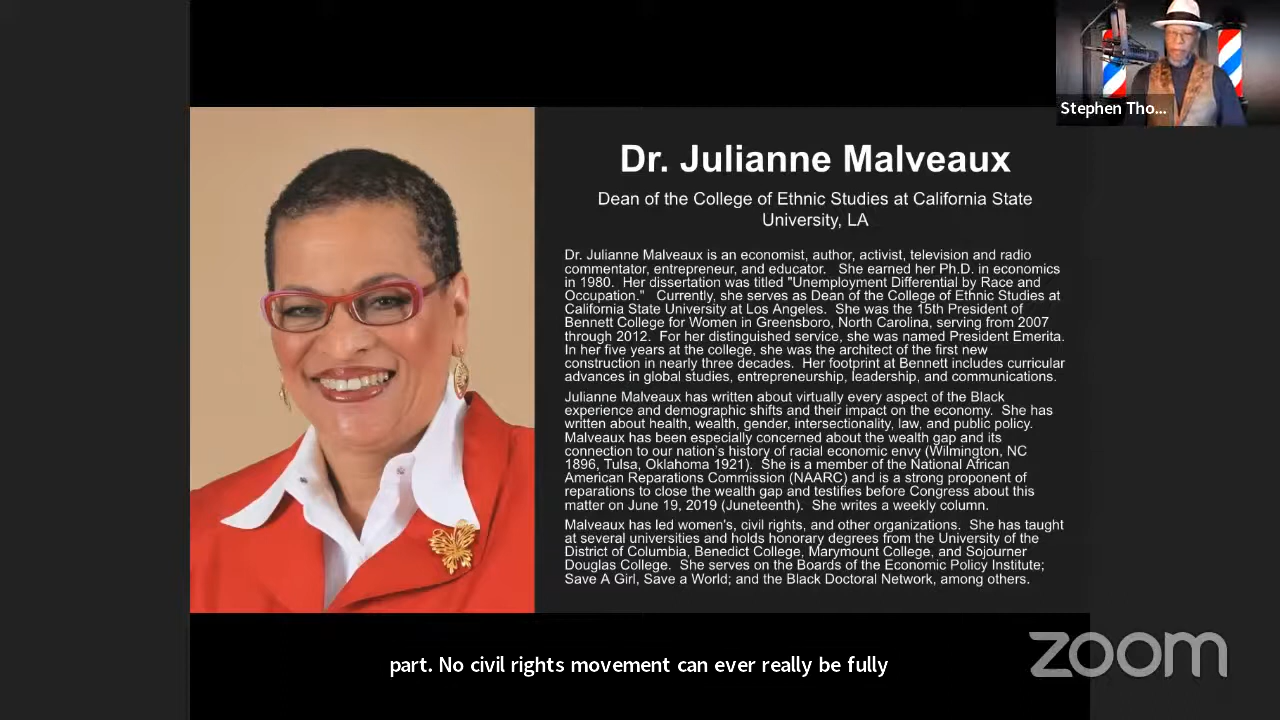 Stephen Tho...
Dr. Julianne Malveaux
Dean of the College of Ethnic Studies at California State
University, LA
Dr. Julianne Malveaux is an economist, author, activist, television and radio
commentator, entrepreneur, and educator. She earned her Ph.D. in economics
in 1980. Her dissertation was titled "Unemployment Differential by Race and
Occupation." Currently, she serves as Dean of the College of Ethnic Studies at
California State University at Los Angeles. She was the 15th President of
Bennett College for Women in Greensboro, North Carolina, serving from 2007
through 2012. For her distinguished service, she was named President Emerita.
In her five years at the college, she was the architect of the first new
construction in nearly three decades. Her footprint at Bennett includes curricular
advances in global studies, entrepreneurship, leadership, and communications.
Julianne Malveaux has written about virtually every aspect of the Black
experience and demographic shifts and their impact on the economy. She has
written about health, wealth, gender, intersectionality, law, and public policy.
Malveaux has been especially concerned about the wealth gap and its
connection to our nation's history of racial economic envy (Wilmington, NC
1896, Tulsa, Oklahoma 1921). She is a member of the National African
American Reparations Commission (NAARC) and is a strong proponent of
reparations to close the wealth gap and testifies before Congress about this
matter on June 19, 2019 (Juneteenth). She writes a weekly column.
Malveaux has led women's, civil rights, and other organizations. She has taught
at several universities and holds honorary degrees from the University of the
District of Columbia, Benedict College, Marymount College, and Sojourner
Douglas College. She serves on the Boards of the Economic Policy Institute;
Save A Girl, Save a World; and the Black Doctoral Network, among others.
part. No civil rights movement can ever really be fully
zoom